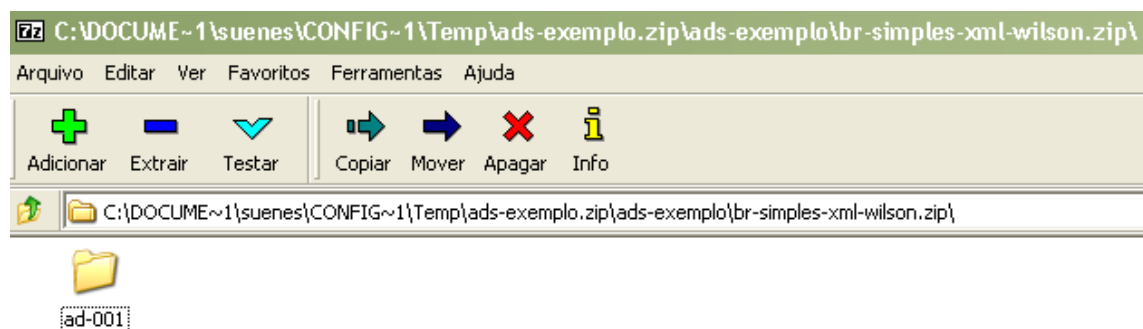 7z C:\DOCUME~1\suenes\CONFIG~1\Temp\ads-exemplo.zip\ads-exemplo\br-simples-xml-wilson.zip\
Arquivo Editar Ver Favoritos Ferramentas Ajuda
Adicionar Extrair Testar Copiar Mover Apagar Info
C:\DOCUME~1\suenes\CONFIG~1\Temp\ads-exemplo.zip\ads-exemplo\br-simples-xml-wilson.zip\
ad-001